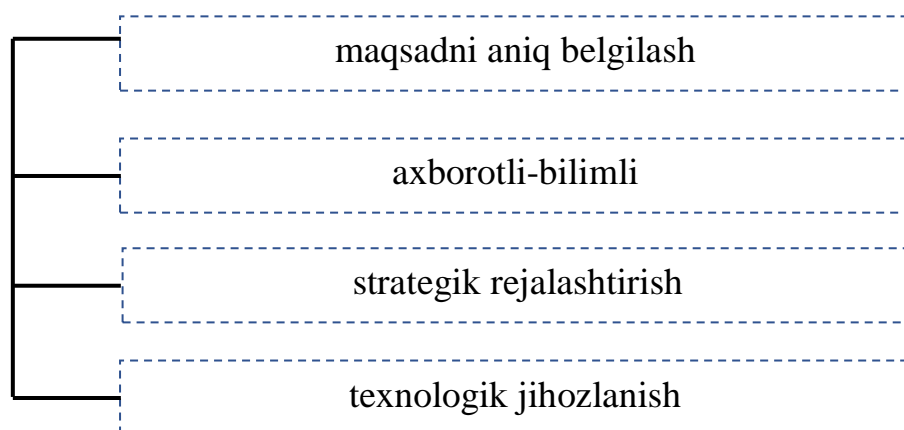 maqsadni aniq belgilash
axborotli-bilimli
strategik rejalashtirish
texnologik jihozlanish